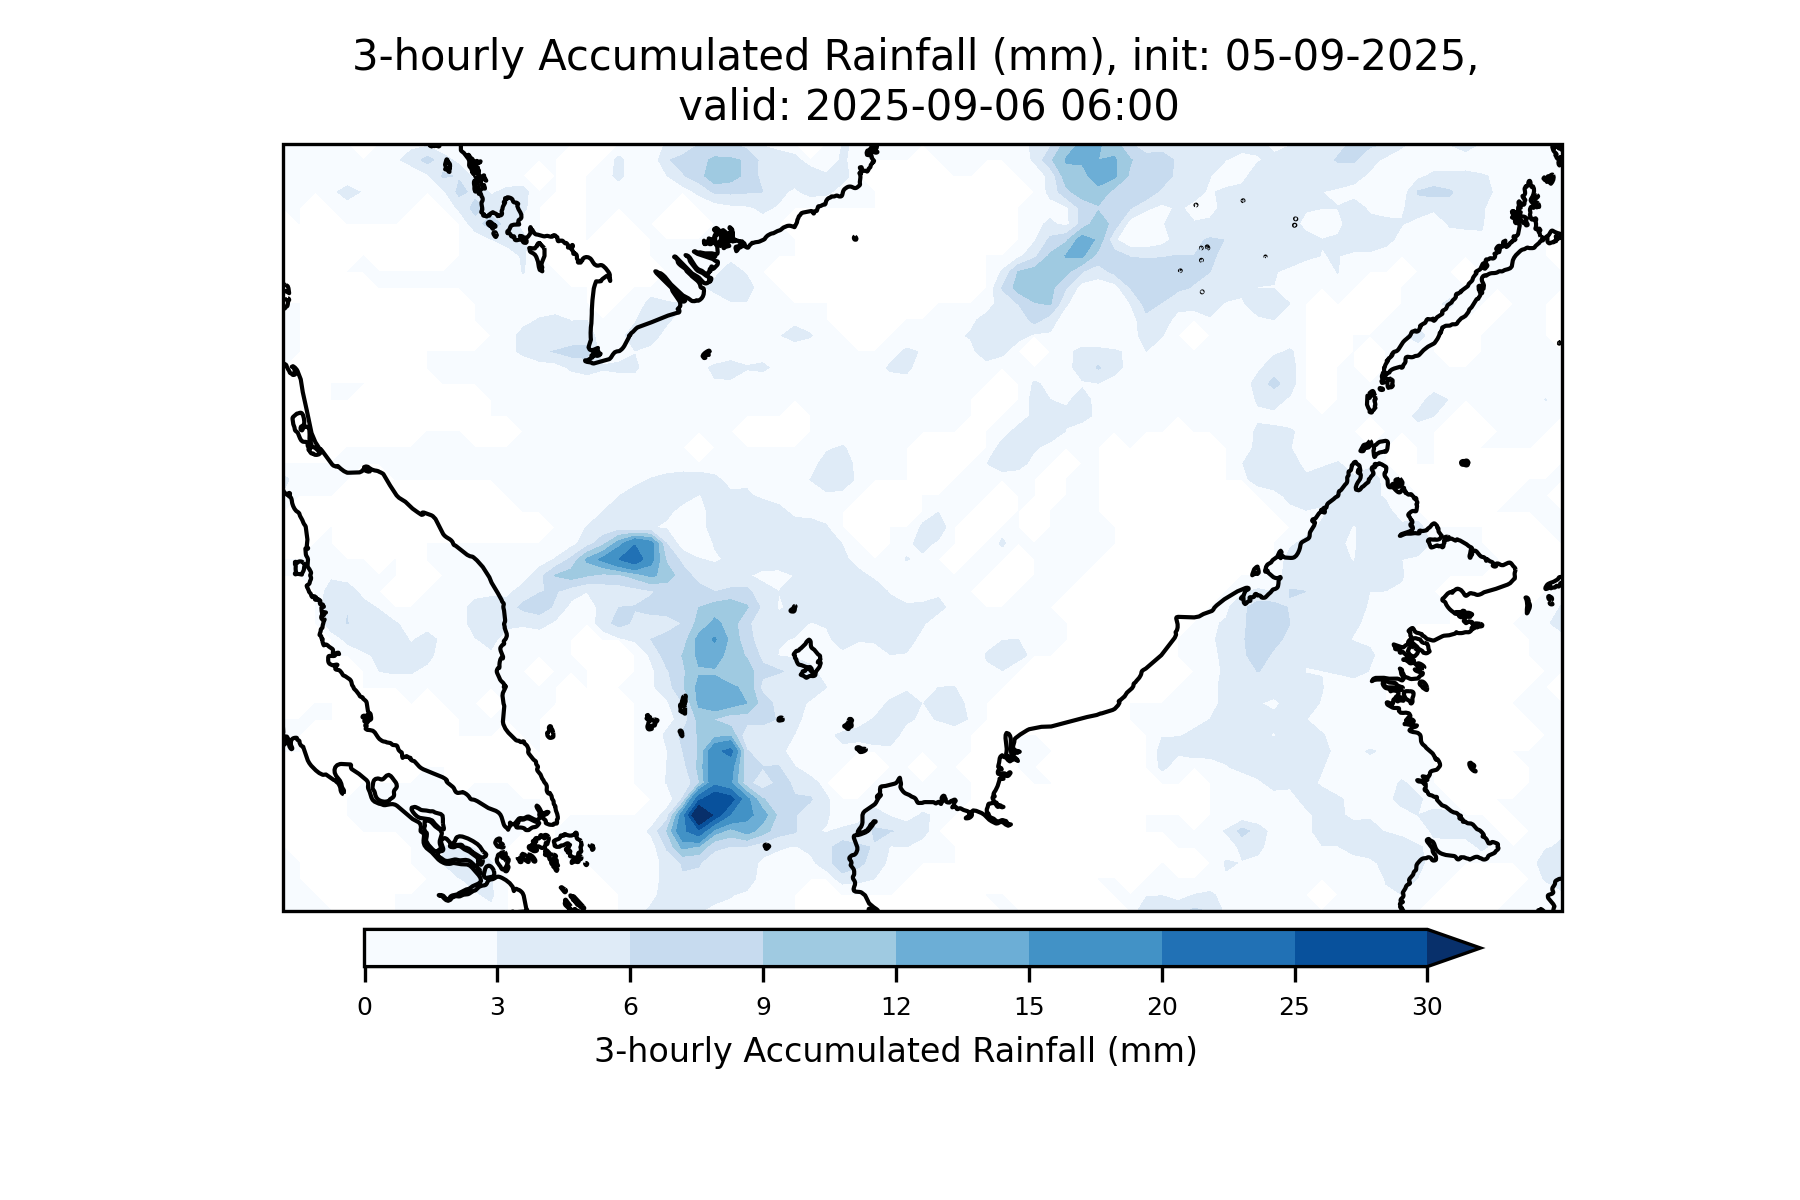 3-hourly Accumulated Rainfall (mm), init: 05-09-2025,
valid: 2025-09-06 06:00
0 3 6 9 12 15 20 25 30
3-hourly Accumulated Rainfall (mm)